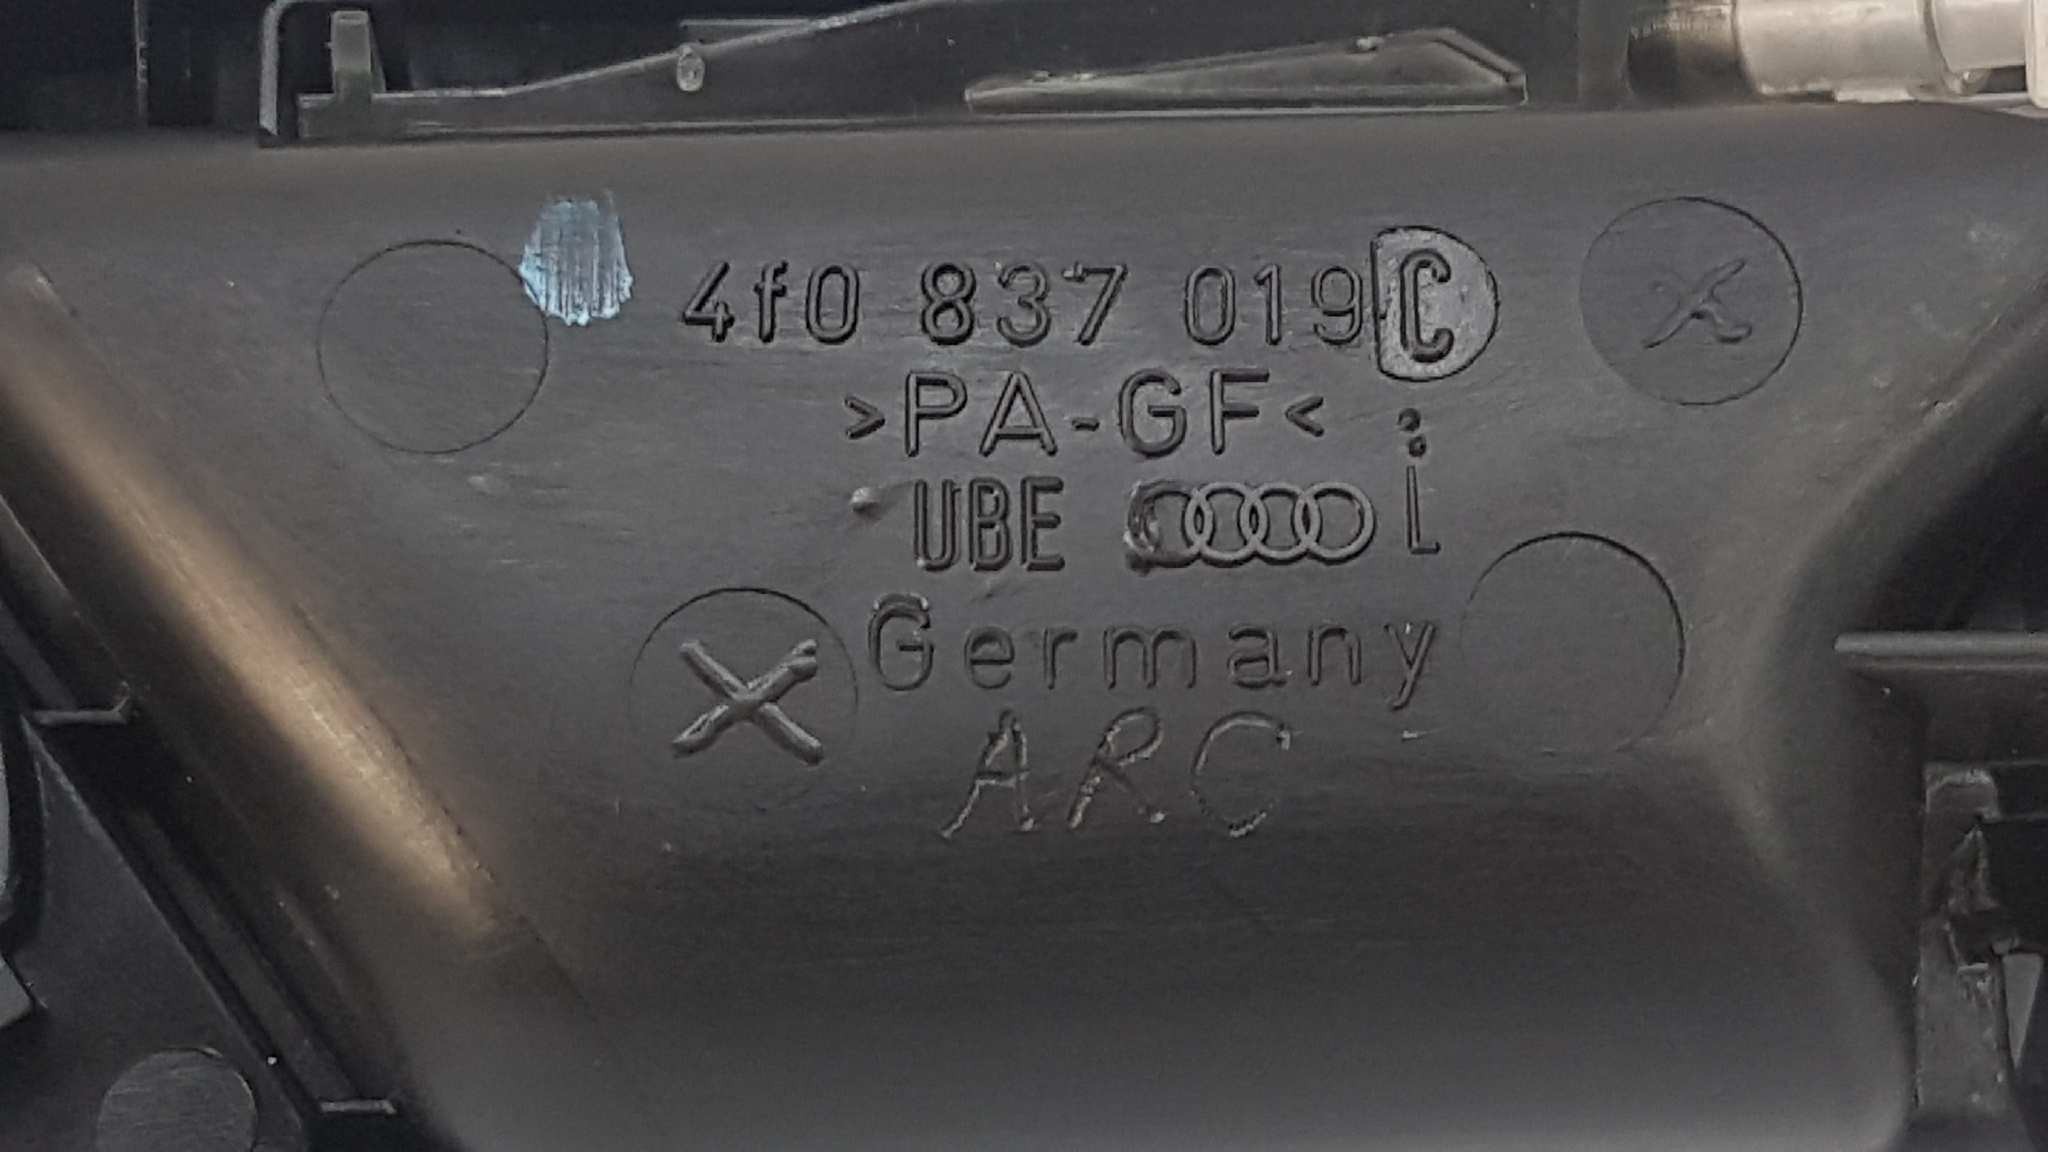 4f0 837 019 C
>PA-GF<
UBE L
Germany
ARC